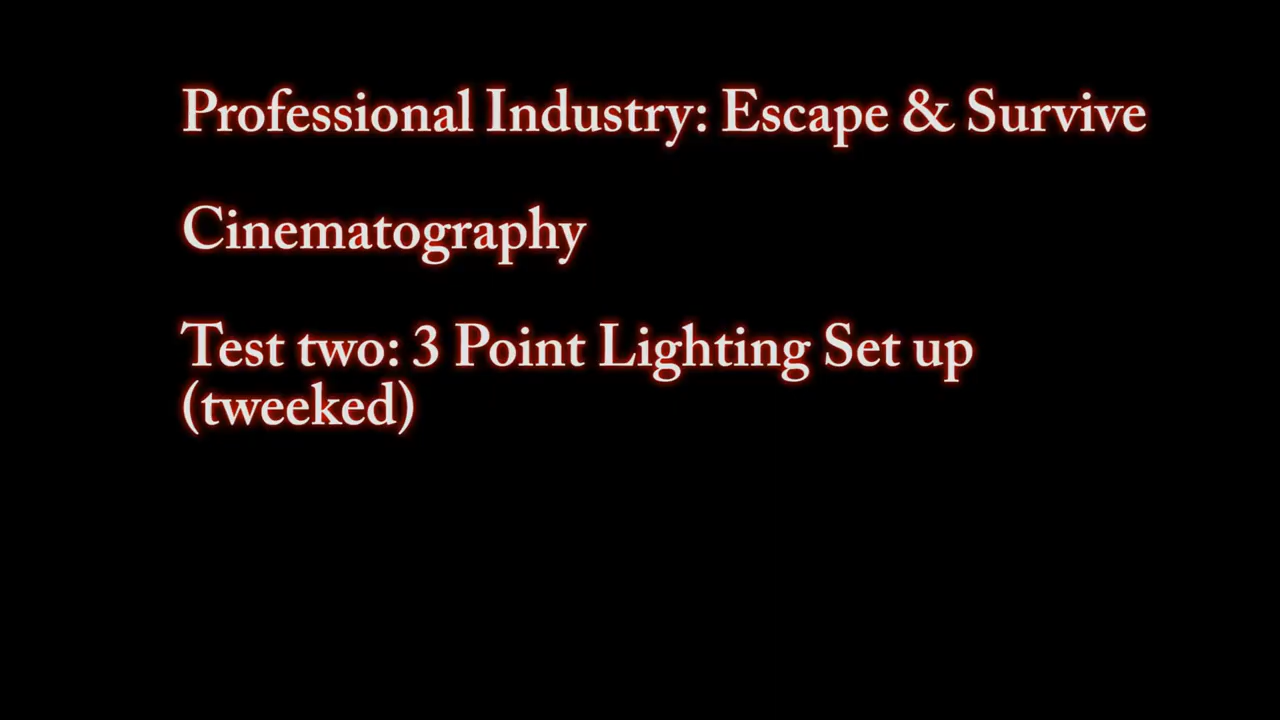 Professional Industry: Escape & Survive
Cinematography
Test two: 3 Point Lighting Set up
(tweeked)